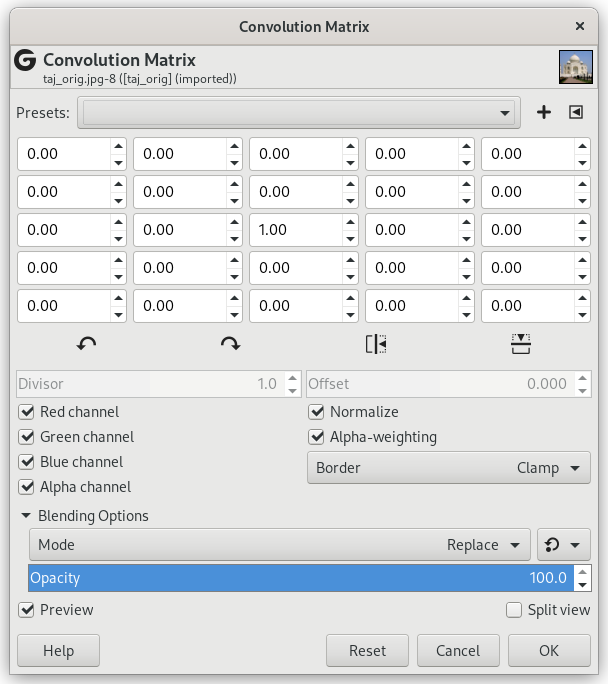 Convolution Matrix
Convolution Matrix
taj_orig.jpg-8 ([taj_orig] (imported))
Presets:
0.00 0.00 0.00 0.00 0.00
0.00 0.00 0.00 0.00 0.00
0.00 0.00 1.00 0.00 0.00
0.00 0.00 0.00 0.00 0.00
0.00 0.00 0.00 0.00 0.00
Divisor 1.0 Offset 0.000
Red channel Normalize
Green channel Alpha-weighting
Blue channel Border Clamp
Alpha channel
Blending Options
Mode Replace
Opacity 100.0
Preview Split view
Help Reset Cancel OK